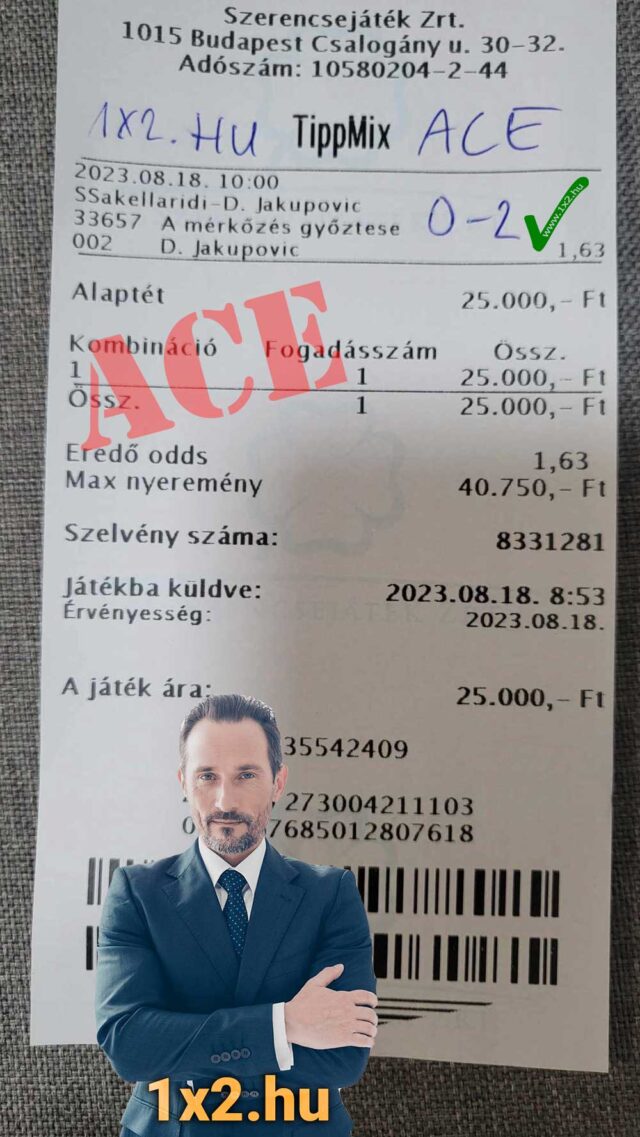 Szerencsejáték Zrt.
1015 Budapest Csalogány u. 30-32.
Adószám: 10580204-2-44
1X2.HU TippMix ACE
2023.08.18. 10:00
SSakellaridi-D. Jakupovic
33657 A mérkőzés győztese 0-2 www.1x2.hu
002 D. Jakupovic 1,63
Alaptét 25.000,- Ft
ACE
Kombináció Fogadásszám Össz.
1 1 25.000,- Ft
Össz. 1 25.000,- Ft
Eredő odds 1,63
Max nyeremény 40.750,- Ft
Szelvény száma: 8331281
Játékba küldve: 2023.08.18. 8:53
Érvényesség: 2023.08.18.
A játék ára: 25.000,- Ft
35542409
273004211103
7685012807618
1x2.hu